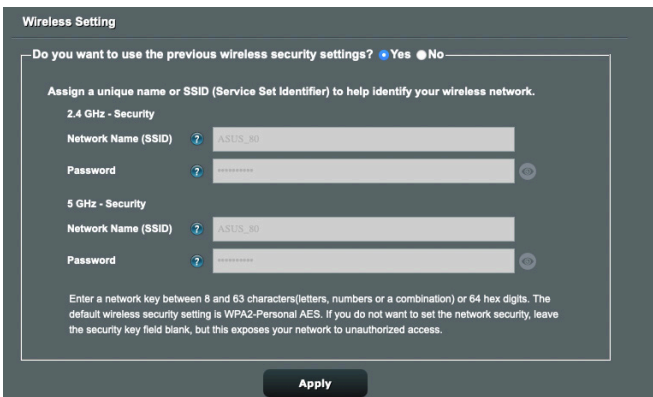 Wireless Setting
Do you want to use the previous wireless security settings? Yes No
Assign a unique name or SSID (Service Set Identifier) to help identify your wireless network.
2.4 GHz - Security
Network Name (SSID) ? ASUS_80
Password ? ••••••••••
5 GHz - Security
Network Name (SSID) ? ASUS_80
Password ? ••••••••••
Enter a network key between 8 and 63 characters(letters, numbers or a combination) or 64 hex digits. The
default wireless security setting is WPA2-Personal AES. If you do not want to set the network security, leave
the security key field blank, but this exposes your network to unauthorized access.
Apply